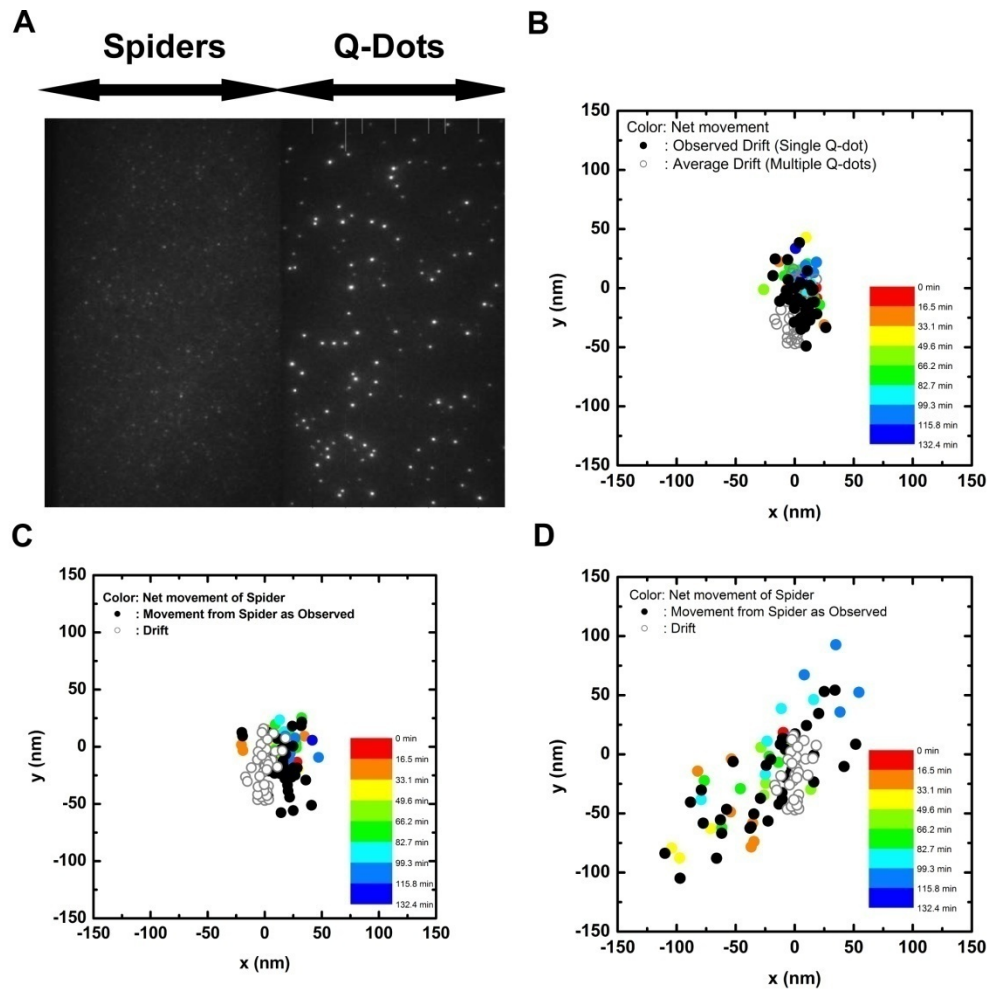 A
Spiders
Q-Dots
B
150
100
50
0
-50
-100
-150
-150
-100
-50
0
50
100
150
y (nm)
x (nm)
Color: Net movement
: Observed Drift (Single Q-dot)
: Average Drift (Multiple Q-dots)
0 min
16.5 min
33.1 min
49.6 min
66.2 min
82.7 min
99.3 min
115.8 min
132.4 min
C
150
100
50
0
-50
-100
-150
-150
-100
-50
0
50
100
150
y (nm)
x (nm)
Color: Net movement of Spider
: Movement from Spider as Observed
: Drift
0 min
16.5 min
33.1 min
49.6 min
66.2 min
82.7 min
99.3 min
115.8 min
132.4 min
D
150
100
50
0
-50
-100
-150
-150
-100
-50
0
50
100
150
y (nm)
x (nm)
Color: Net movement of Spider
: Movement from Spider as Observed
: Drift
0 min
16.5 min
33.1 min
49.6 min
66.2 min
82.7 min
99.3 min
115.8 min
132.4 min